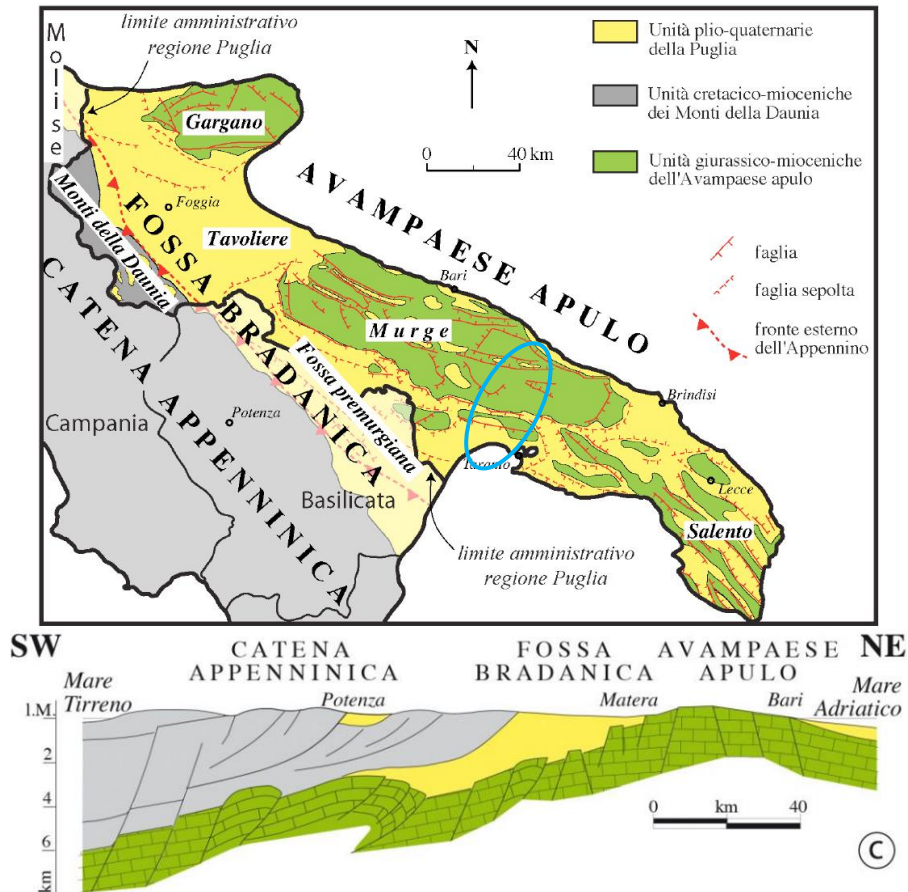 limite amministrativo
regione Puglia
Molise
N
0 40 km
Unità plio-quaternarie
della Puglia
Unità cretacico-mioceniche
dei Monti della Daunia
Unità giurassico-mioceniche
dell'Avampaese apulo
faglia
faglia sepolta
fronte esterno
dell'Appennino
Gargano
AVAMPAESE APULO
Foggia
Monti della Daunia
FOSSA BRADANICA
Tavoliere
Bari
CATENA APPENNINICA
Murge
Fossa premurgiana
Brindisi
Potenza
Campania
Taranto
Lecce
Basilicata
Salento
limite amministrativo
regione Puglia
SW
CATENA
APPENNINICA
FOSSA
BRADANICA
AVAMPAESE
APULO
NE
Mare
Tirreno
Potenza
Matera
Bari
Mare
Adriatico
l.M.
2
4
6
km
0 km 40
C